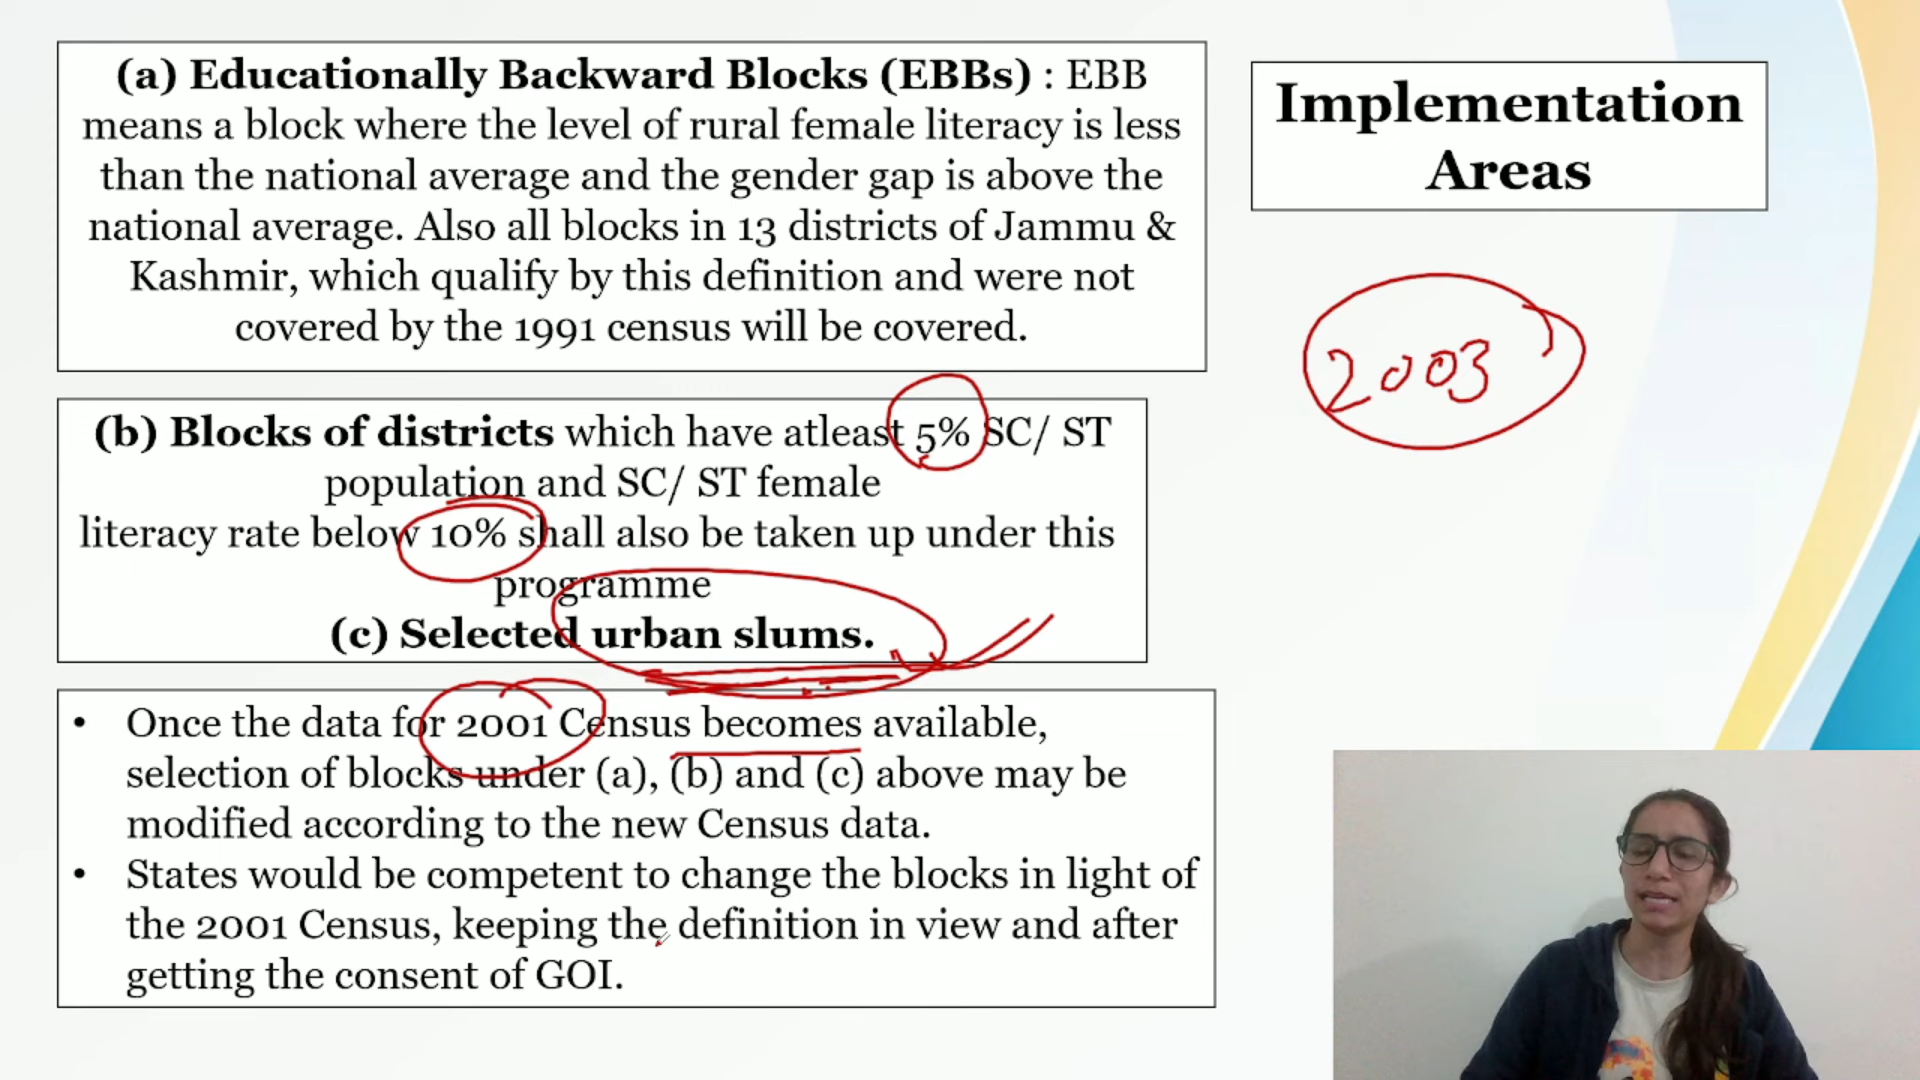 (a) Educationally Backward Blocks (EBBs) : EBB
means a block where the level of rural female literacy is less
than the national average and the gender gap is above the
national average. Also all blocks in 13 districts of Jammu &
Kashmir, which qualify by this definition and were not
covered by the 1991 census will be covered.
Implementation
Areas
2003
(b) Blocks of districts which have atleast 5% SC/ ST
population and SC/ ST female
literacy rate below 10% shall also be taken up under this
programme
(c) Selected urban slums.
• Once the data for 2001 Census becomes available,
selection of blocks under (a), (b) and (c) above may be
modified according to the new Census data.
• States would be competent to change the blocks in light of
the 2001 Census, keeping the definition in view and after
getting the consent of GOI.